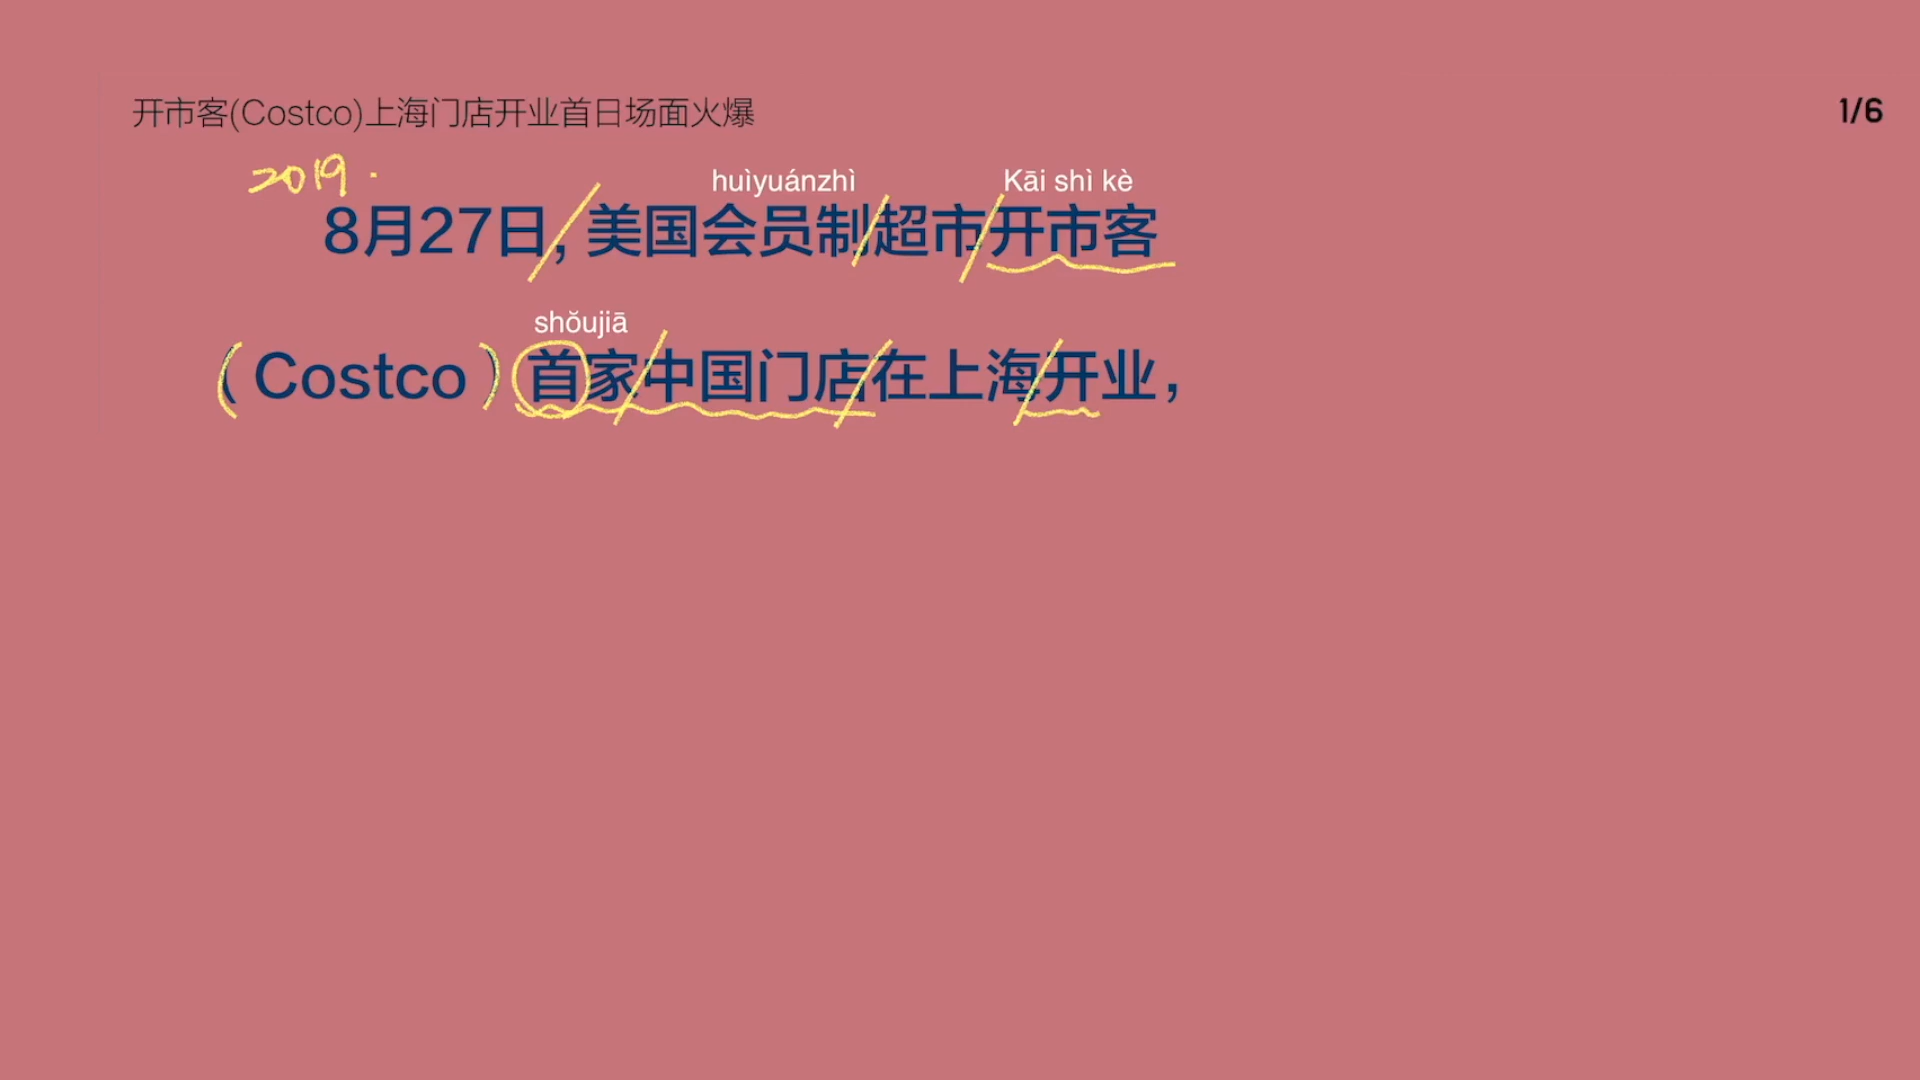 开市客(Costco)上海门店开业首日场面火爆
1/6
2019.
huìyuánzhì Kāi shì kè
8月27日, 美国会员制超市开市客
shǒujiā
(Costco)首家中国门店在上海开业，